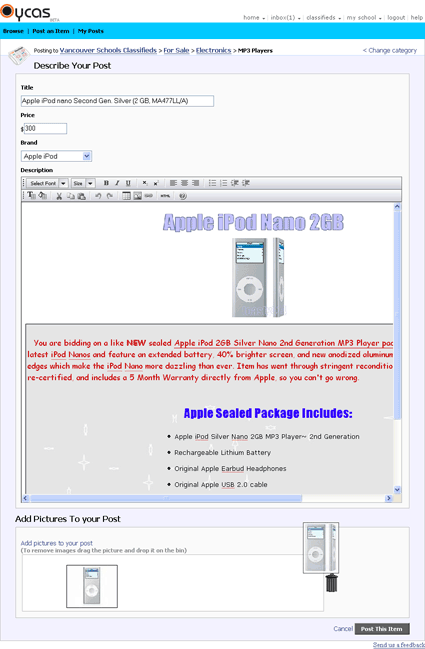 Oycas BETA
home inbox(1) classifieds my school logout help
Browse | Post an Item | My Posts
Posting to Vancouver Schools Classifieds > For Sale > Electronics > MP3 Players
< Change category
Describe Your Post
Title
Apple iPod nano Second Gen. Silver (2 GB, MA477LL/A)
Price
$300
Brand
Apple iPod
Description
Select Font Size B I U
HTML
Apple iPod Nano 2GB
You are bidding on a like NEW sealed Apple iPod 2GB Silver Nano 2nd Generation MP3 Player pac
latest iPod Nanos and feature an extended battery, 40% brighter screen, and new anodized aluminum
edges which make the iPod Nano more dazzling than ever. Item has went through stringent reconditio
re-certified, and includes a 5 Month Warranty directly from Apple, so you can't go wrong.
Apple Sealed Package Includes:
• Apple iPod Silver Nano 2GB MP3 Player~ 2nd Generation
• Rechargeable Lithium Battery
• Original Apple Earbud Headphones
• Original Apple USB 2.0 cable
Add Pictures To your Post
Add pictures to your post
(To remove images drag the picture and drop it on the bin)
Cancel Post This Item
Send us a feedback